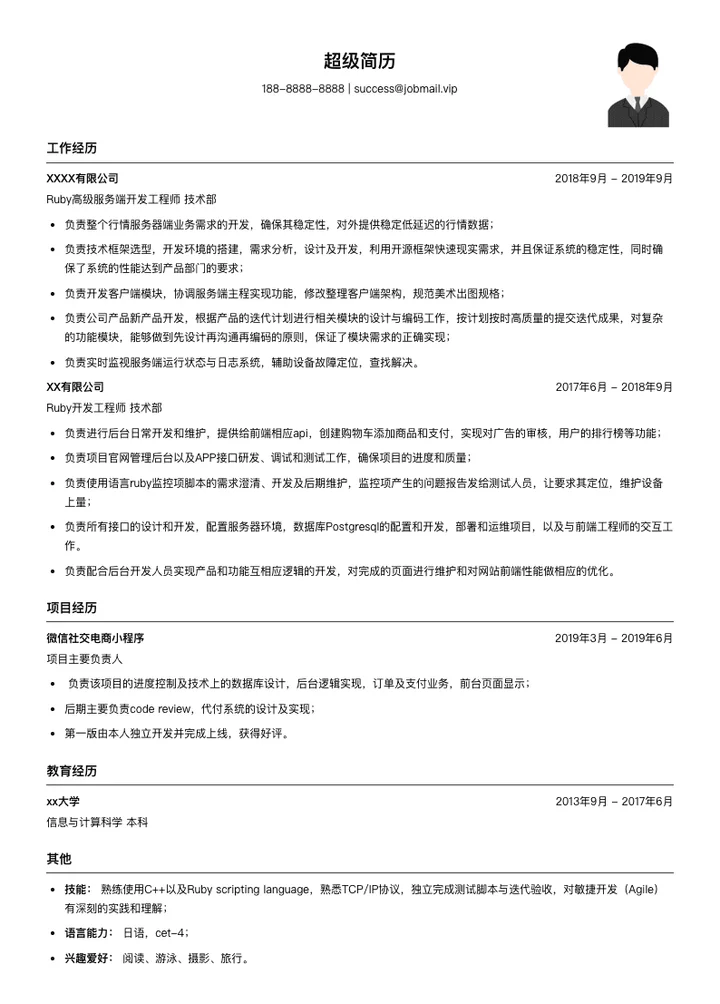 超级简历
188-8888-8888 | success@jobmail.vip
工作经历
XXXX有限公司 2018年9月 - 2019年9月
Ruby高级服务端开发工程师 技术部
• 负责整个行情服务器端业务需求的开发，确保其稳定性，对外提供稳定低延迟的行情数据；
• 负责技术框架选型，开发环境的搭建，需求分析，设计及开发，利用开源框架快速现实需求，并且保证系统的稳定性，同时确
保了系统的性能达到产品部门的要求；
• 负责开发客户端模块，协调服务端主程实现功能，修改整理客户端架构，规范美术出图规格；
• 负责公司产品新产品开发，根据产品的迭代计划进行相关模块的设计与编码工作，按计划按时高质量的提交迭代成果，对复杂
的功能模块，能够做到先设计再沟通再编码的原则，保证了模块需求的正确实现；
• 负责实时监视服务端运行状态与日志系统，辅助设备故障定位，查找解决。
XX有限公司 2017年6月 - 2018年9月
Ruby开发工程师 技术部
• 负责进行后台日常开发和维护，提供给前端相应api，创建购物车添加商品和支付，实现对广告的审核，用户的排行榜等功能；
• 负责项目官网管理后台以及APP接口研发、调试和测试工作，确保项目的进度和质量；
• 负责使用语言ruby监控项脚本的需求澄清、开发及后期维护，监控项产生的问题报告发给测试人员，让要求其定位，维护设备
上量；
• 负责所有接口的设计和开发，配置服务器环境，数据库Postgresql的配置和开发，部署和运维项目，以及与前端工程师的交互工
作。
• 负责配合后台开发人员实现产品和功能互相应逻辑的开发，对完成的页面进行维护和对网站前端性能做相应的优化。
项目经历
微信社交电商小程序 2019年3月 - 2019年6月
项目主要负责人
• 负责该项目的进度控制及技术上的数据库设计，后台逻辑实现，订单及支付业务，前台页面显示；
• 后期主要负责code review，代付系统的设计及实现；
• 第一版由本人独立开发并完成上线，获得好评。
教育经历
xx大学 2013年9月 - 2017年6月
信息与计算科学 本科
其他
• 技能： 熟练使用C++以及Ruby scripting language，熟悉TCP/IP协议，独立完成测试脚本与迭代验收，对敏捷开发（Agile）
有深刻的实践和理解；
• 语言能力： 日语，cet-4；
• 兴趣爱好： 阅读、游泳、摄影、旅行。